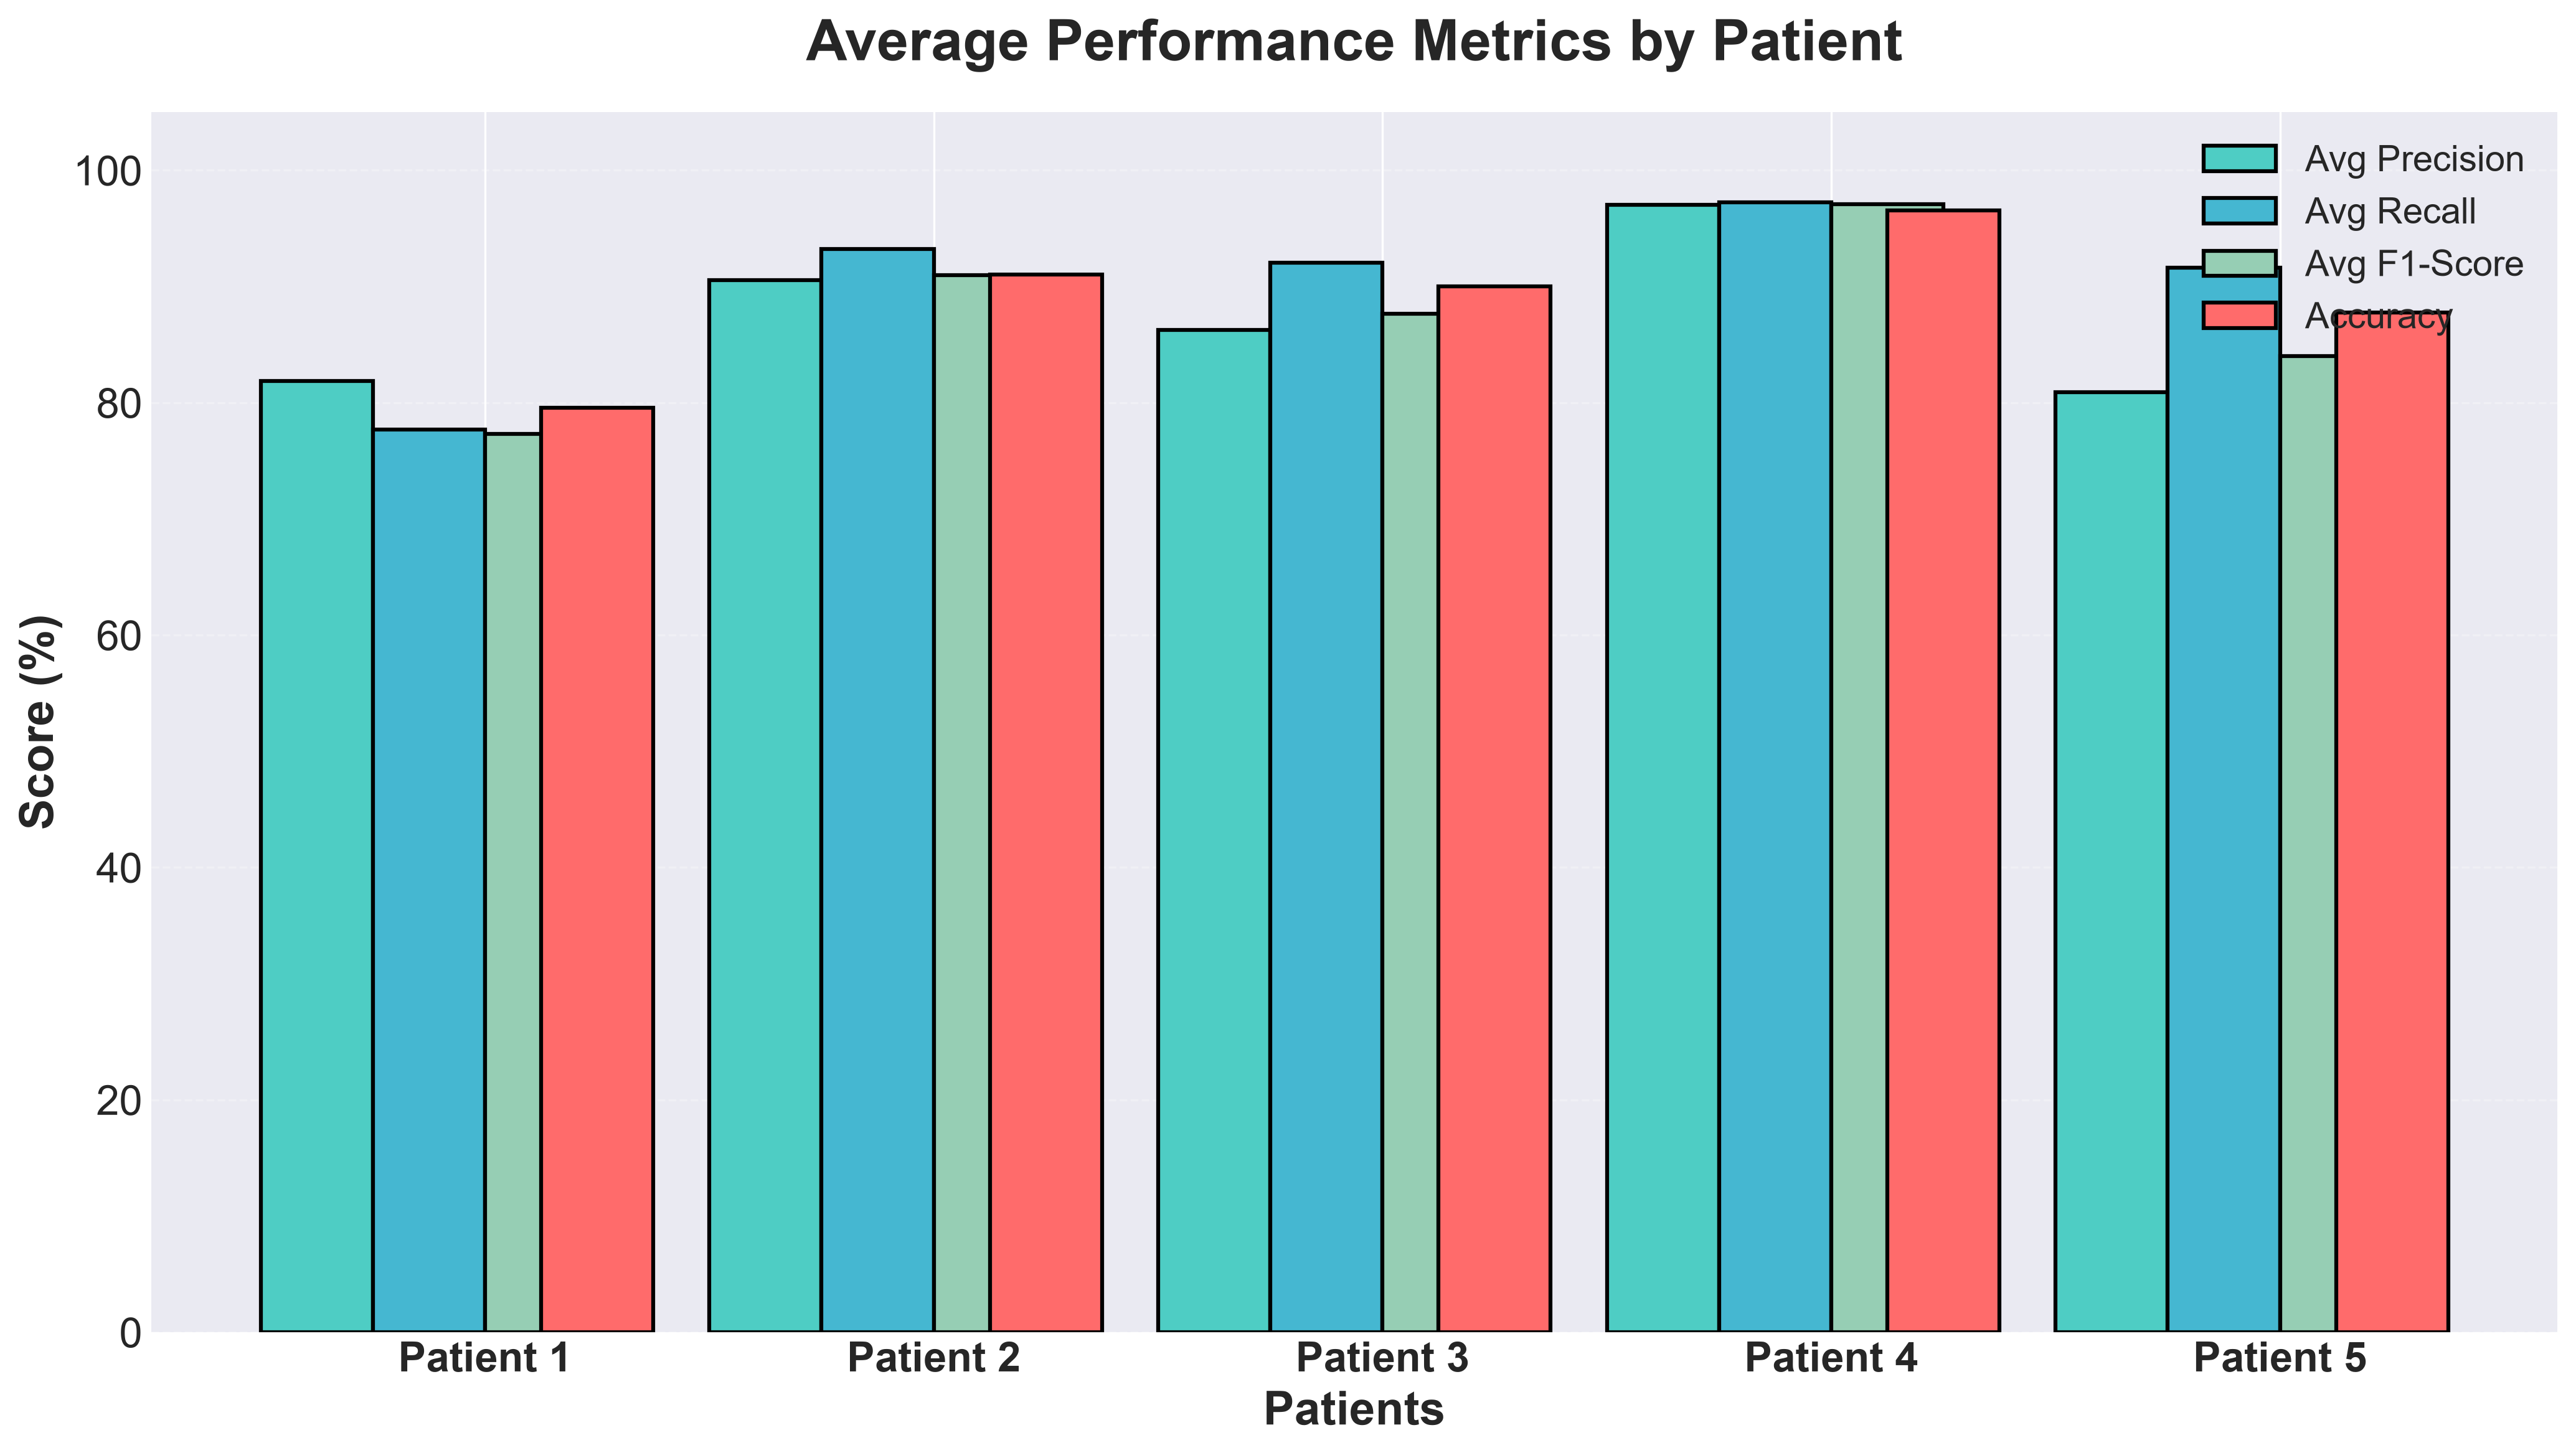 Average Performance Metrics by Patient
Score (%)
100
80
60
40
20
0
Avg Precision
Avg Recall
Avg F1-Score
Accuracy
Patient 1
Patient 2
Patient 3
Patient 4
Patient 5
Patients